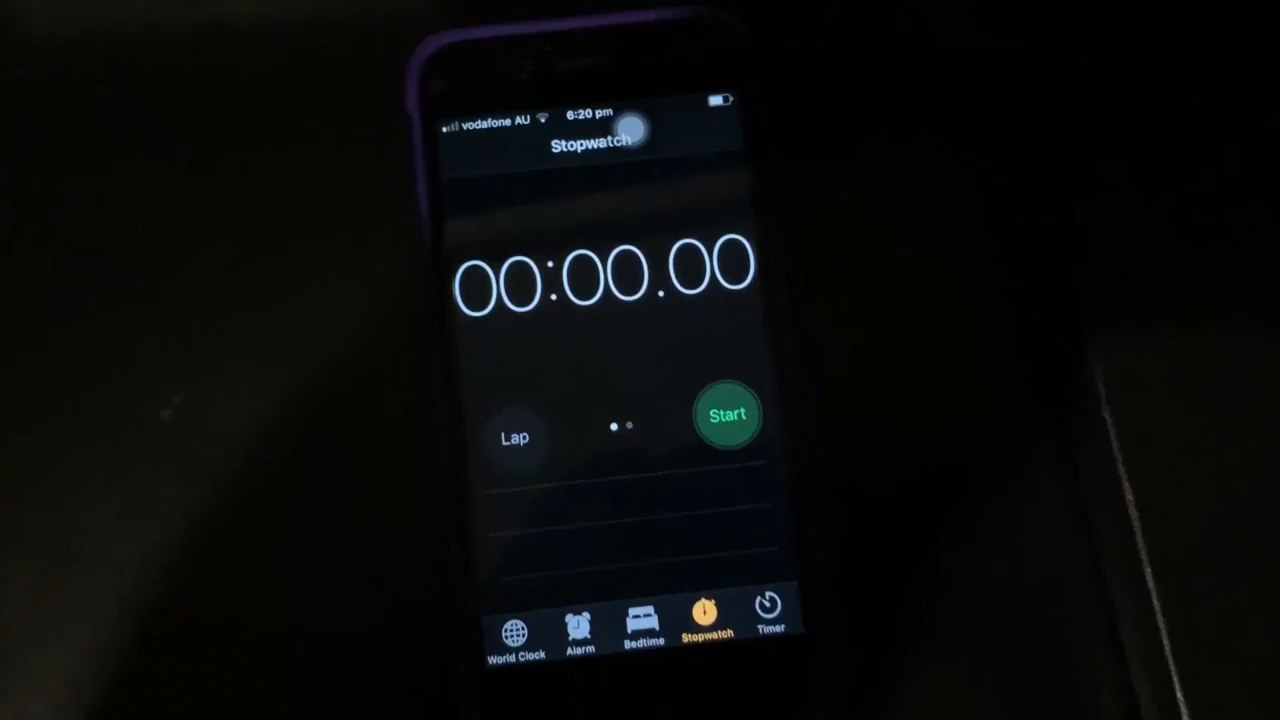 vodafone AU 6:20 pm
Stopwatch
00:00.00
Lap Start
World Clock Alarm Bedtime Stopwatch Timer